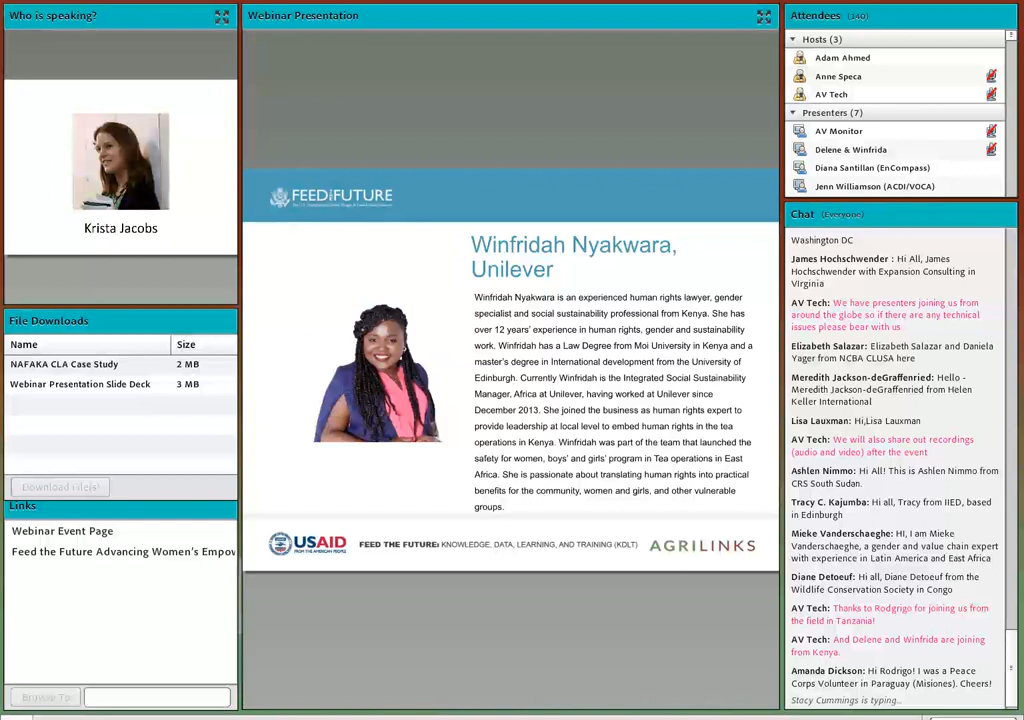 Who is speaking?
Krista Jacobs
File Downloads
Name Size
NAFAKA CLA Case Study 2 MB
Webinar Presentation Slide Deck 3 MB
Download File(s)
Links
Webinar Event Page
Feed the Future Advancing Women's Empov
Browse To
Webinar Presentation
FEED THE FUTURE
Winfridah Nyakwara,
Unilever
Winfridah Nyakwara is an experienced human rights lawyer, gender
specialist and social sustainability professional from Kenya. She has
over 12 years' experience in human rights, gender and sustainability
work. Winfridah has a Law Degree from Moi University in Kenya and a
master's degree in International development from the University of
Edinburgh. Currently Winfridah is the Integrated Social Sustainability
Manager, Africa at Unilever, having worked at Unilever since
December 2013. She joined the business as human rights expert to
provide leadership at local level to embed human rights in the tea
operations in Kenya. Winfridah was part of the team that launched the
safety for women, boys' and girls' program in Tea operations in East
Africa. She is passionate about translating human rights into practical
benefits for the community, women and girls, and other vulnerable
groups.
USAID
FROM THE AMERICAN PEOPLE
FEED THE FUTURE: KNOWLEDGE, DATA, LEARNING, AND TRAINING (KDLT)
AGRILINKS
Attendees (340)
Hosts (3)
Adam Ahmed
Anne Speca
AV Tech
Presenters (7)
AV Monitor
Delene & Winfrida
Diana Santillan (EnCompass)
Jenn Williamson (ACDI/VOCA)
Chat (Everyone)
Washington DC
James Hochschwender : Hi All, James
Hochschwender with Expansion Consulting in
VIrginia
AV Tech: We have presenters joining us from
around the globe so if there are any technical
issues please bear with us
Elizabeth Salazar: Elizabeth Salazar and Daniela
Yager from NCBA CLUSA here
Meredith Jackson-deGraffenried: Hello -
Meredith Jackson-deGraffenried from Helen
Keller International
Lisa Lauxman: Hi,Lisa Lauxman
AV Tech: We will also share out recordings
(audio and video) after the event
Ashlen Nimmo: Hi All! This is Ashlen Nimmo from
CRS South Sudan.
Tracy C. Kajumba: Hi all, Tracy from IIED, based
in Edinburgh
Mieke Vanderschaeghe: HI, I am Mieke
Vanderschaeghe, a gender and value chain expert
with experience in Latin America and East Africa
Diane Detoeuf: Hi all, Diane Detoeuf from the
Wildlife Conservation Society in Congo
AV Tech: Thanks to Rodgrigo for joining us from
the field in Tanzania!
AV Tech: And Delene and Winfrida are joining
from Kenya.
Amanda Dickson: Hi Rodrigo! I was a Peace
Corps Volunteer in Paraguay (Misiones). Cheers!
Stacy Cummings is typing..